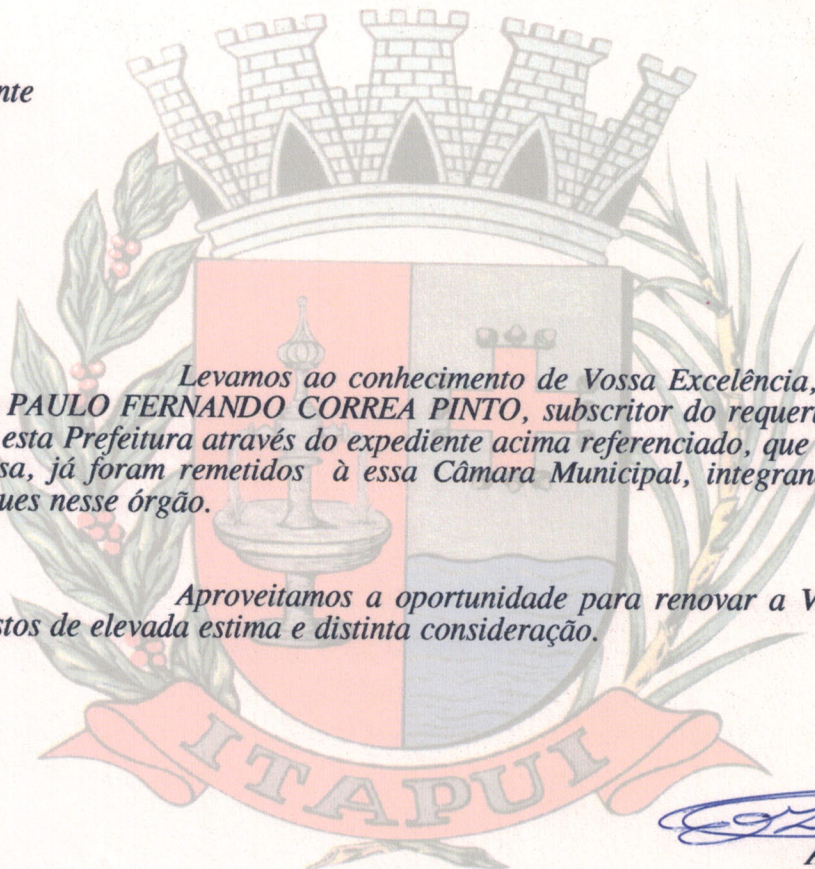 nte
Levamos ao conhecimento de Vossa Excelência,
PAULO FERNANDO CORREA PINTO, subscritor do requer
esta Prefeitura através do expediente acima referenciado, que
sa, já foram remetidos à essa Câmara Municipal, integran
ues nesse órgão.
Aproveitamos a oportunidade para renovar a V
stos de elevada estima e distinta consideração.
ITAPUI